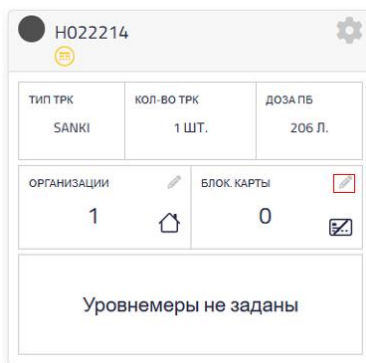 H022214
ТИП ТРК КОЛ-ВО ТРК ДОЗА ПБ
SANKI 1 ШТ. 206 Л.
ОРГАНИЗАЦИИ БЛОК. КАРТЫ
1 0
Уровнемеры не заданы